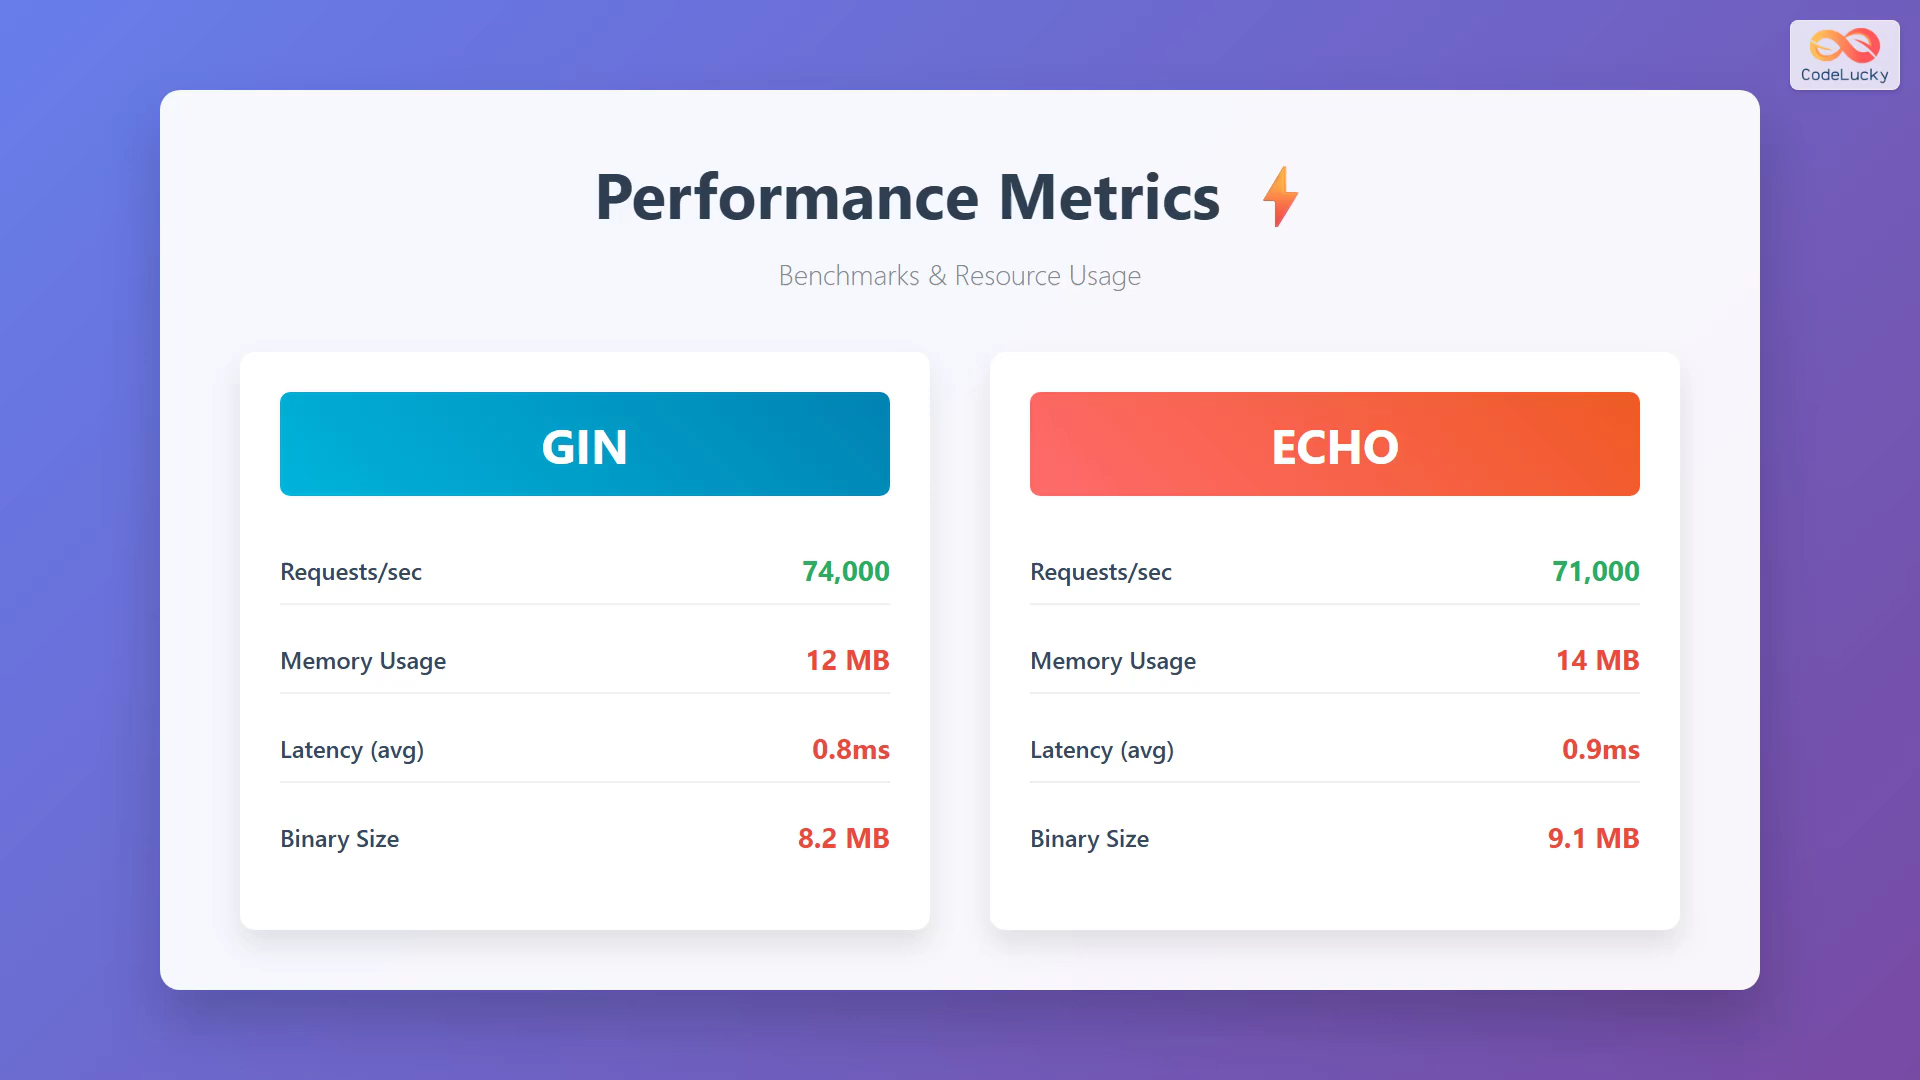 CodeLucky
Performance Metrics
Benchmarks & Resource Usage
GIN
Requests/sec 74,000
Memory Usage 12 MB
Latency (avg) 0.8ms
Binary Size 8.2 MB
ECHO
Requests/sec 71,000
Memory Usage 14 MB
Latency (avg) 0.9ms
Binary Size 9.1 MB